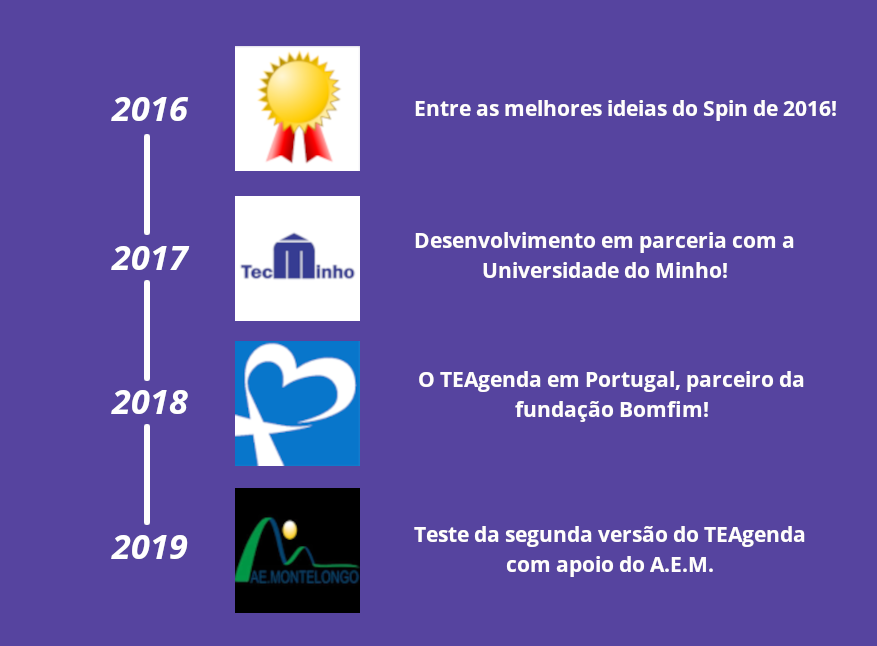 2016
Entre as melhores ideias do Spin de 2016!
2017
TecMinho
Desenvolvimento em parceria com a
Universidade do Minho!
2018
O TEAgenda em Portugal, parceiro da
fundação Bomfim!
2019
AE.MONTELONGO
Teste da segunda versão do TEAgenda
com apoio do A.E.M.